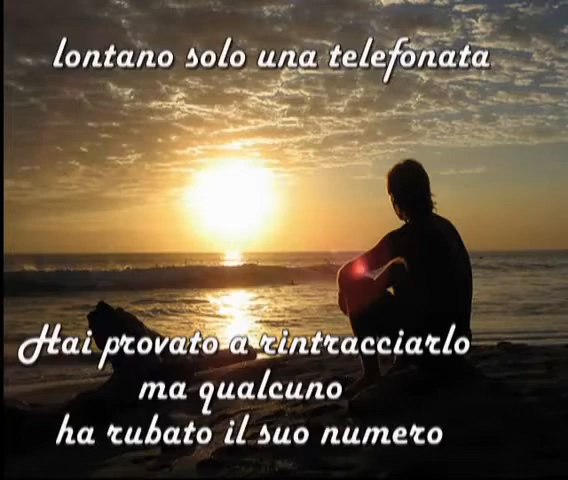 lontano solo una telefonata
Hai provato a rintracciarlo
ma qualcuno
ha rubato il suo numero